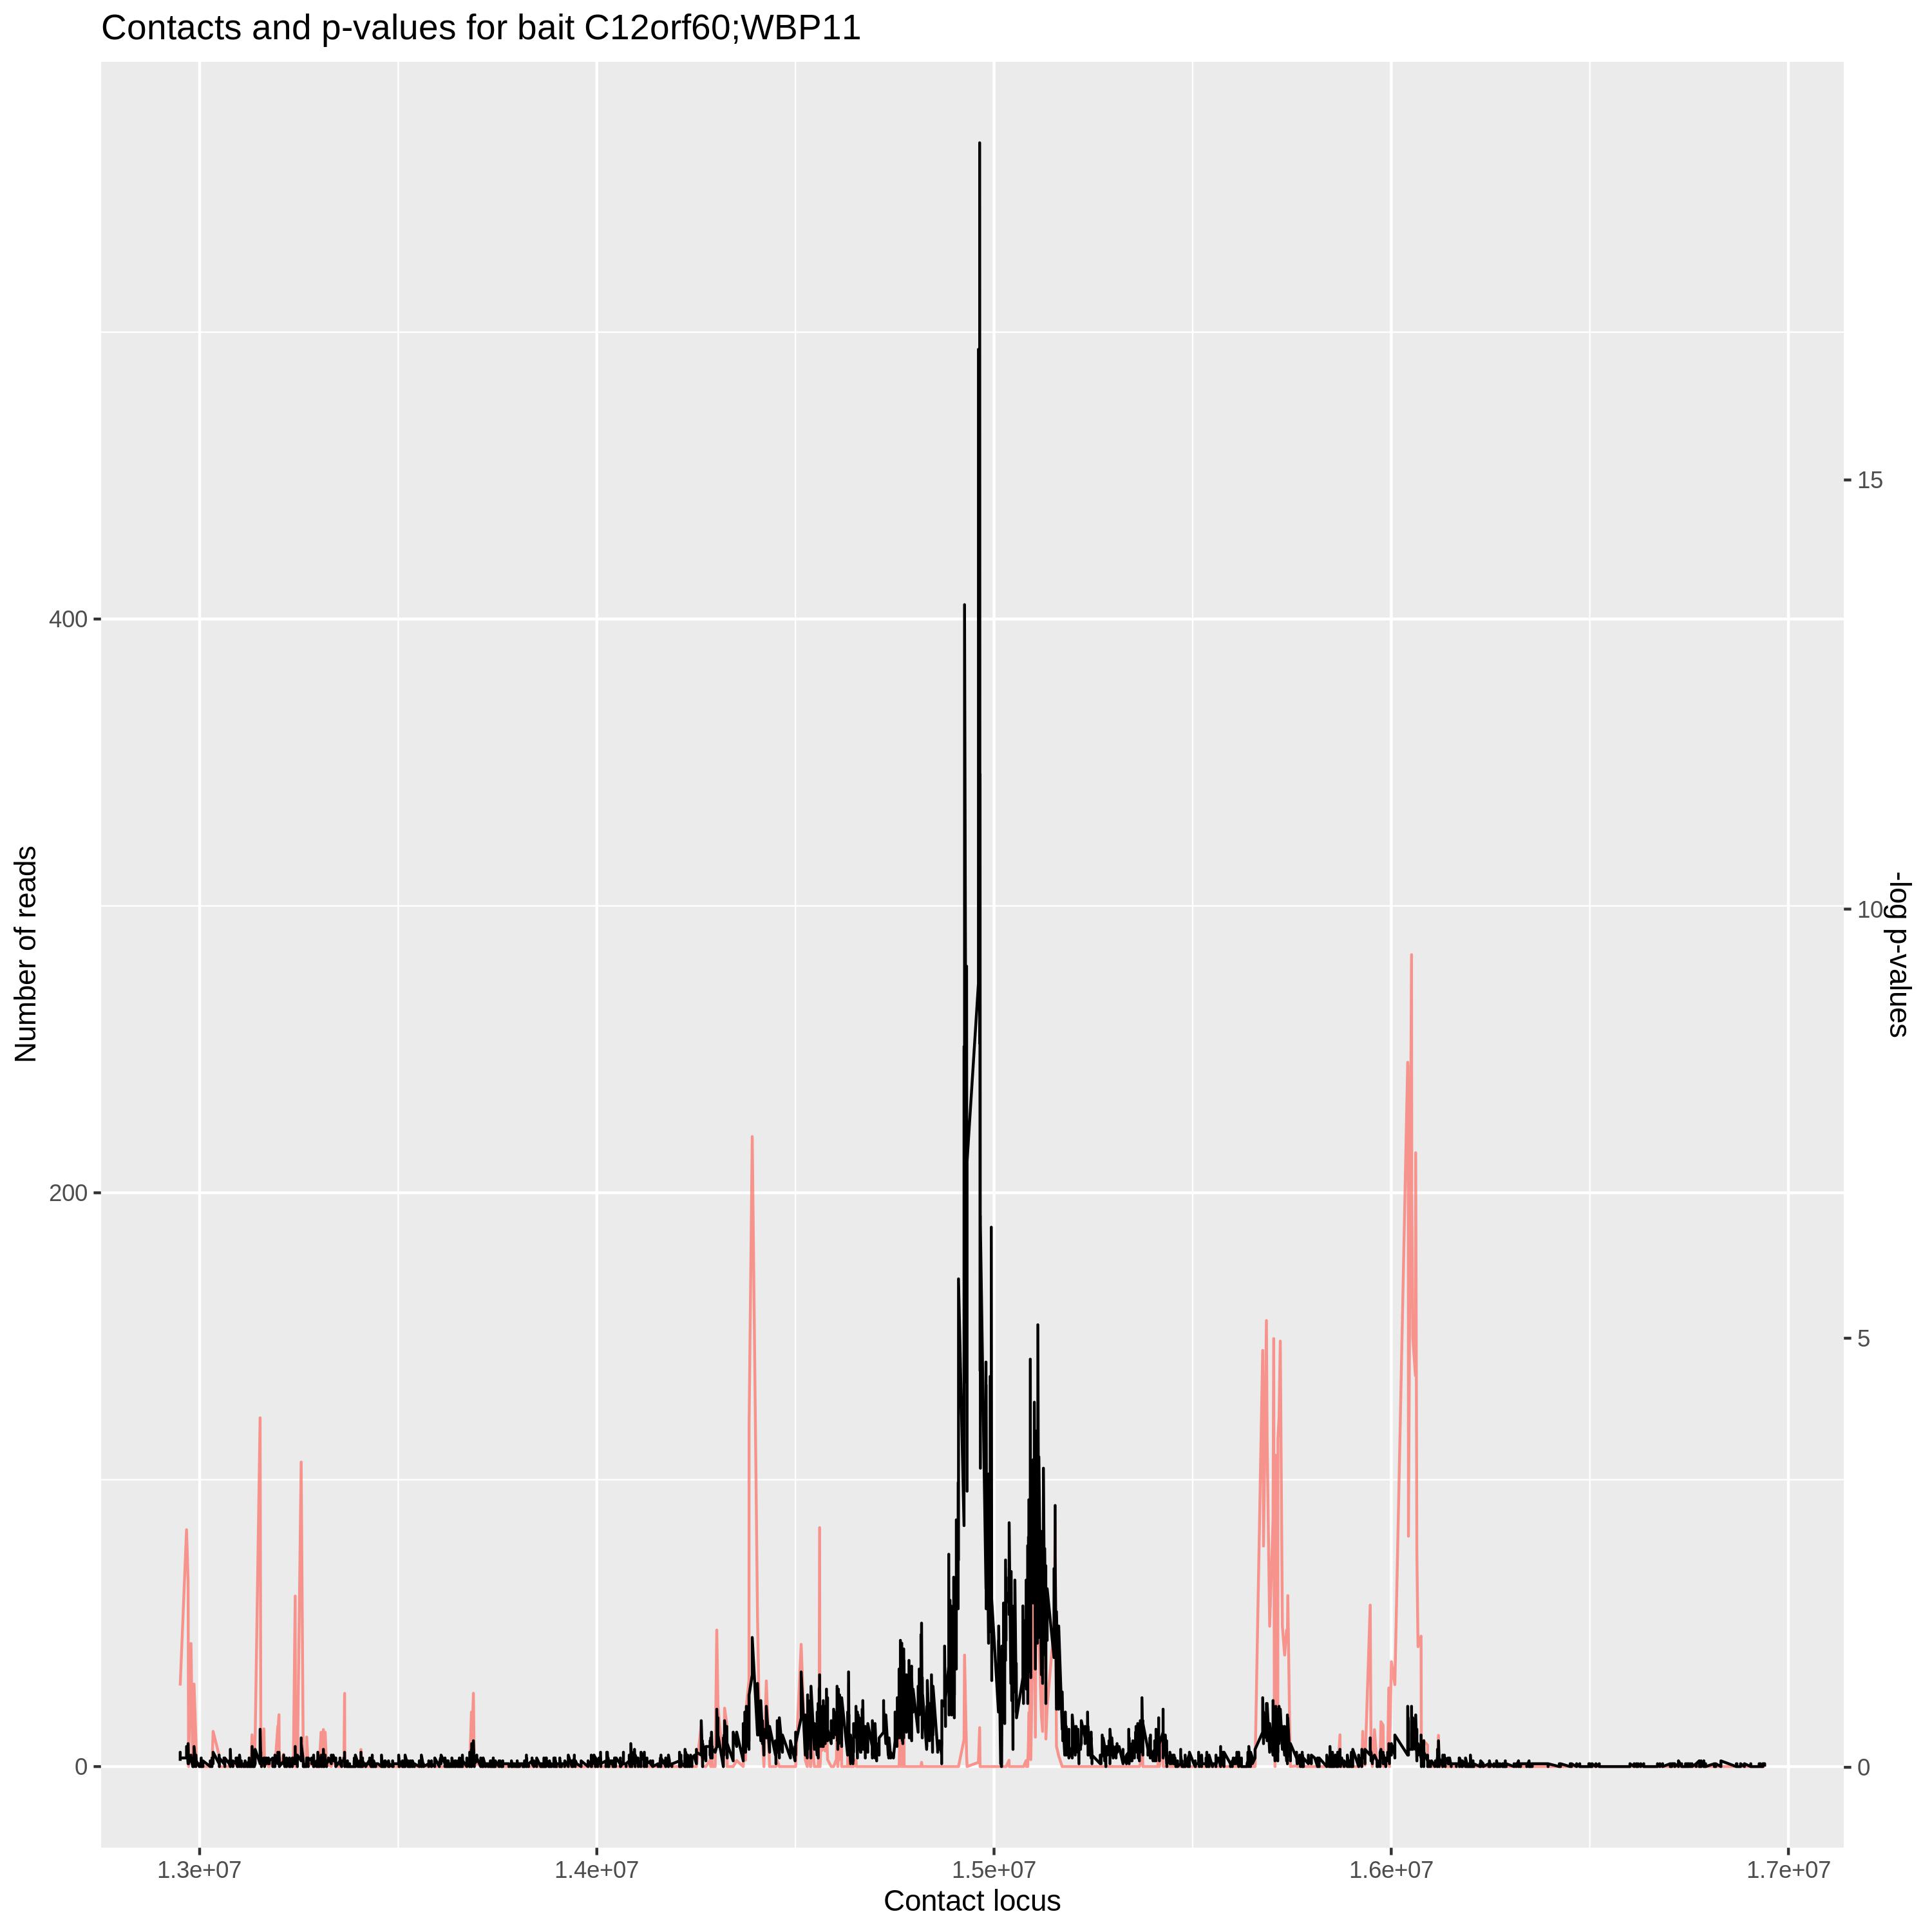 Contacts and p-values for bait C12orf60;WBP11
Number of reads
400
200
0
15
10
5
0
-log p-values
1.3e+07 1.4e+07 1.5e+07 1.6e+07 1.7e+07
Contact locus